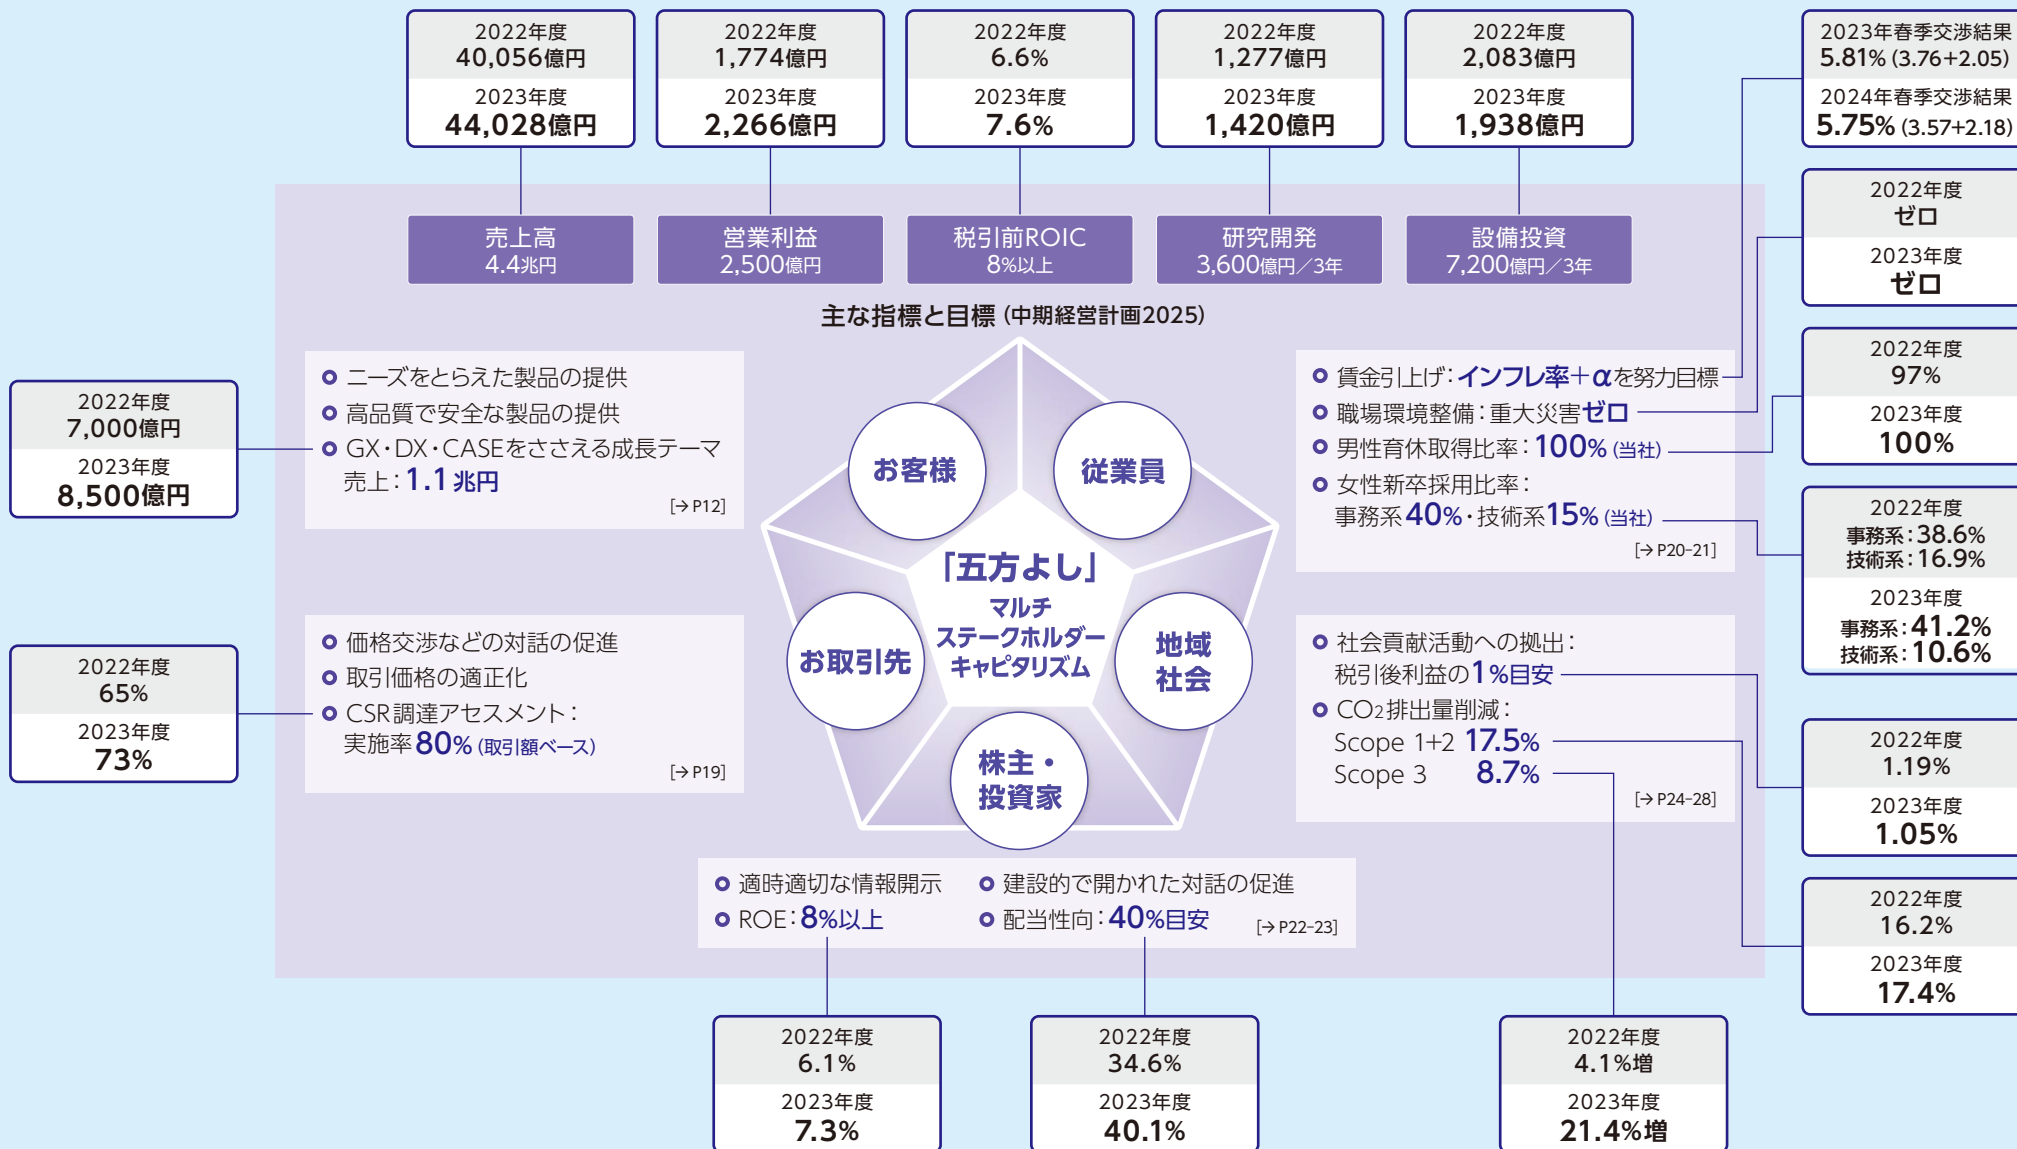 2022年度
40,056億円
2023年度
44,028億円
2022年度
1,774億円
2023年度
2,266億円
2022年度
6.6%
2023年度
7.6%
2022年度
1,277億円
2023年度
1,420億円
2022年度
2,083億円
2023年度
1,938億円
2023年春季交渉結果
5.81% (3.76+2.05)
2024年春季交渉結果
5.75% (3.57+2.18)
売上高
4.4兆円
営業利益
2,500億円
税引前ROIC
8%以上
研究開発
3,600億円／3年
設備投資
7,200億円／3年
主な指標と目標（中期経営計画2025）
2022年度
ゼロ
2023年度
ゼロ
2022年度
7,000億円
2023年度
8,500億円
ニーズをとらえた製品の提供
高品質で安全な製品の提供
GX・DX・CASEをささえる成長テーマ
売上：1.1兆円
[→P12]
お客様
従業員
賃金引上げ：インフレ率＋αを努力目標
職場環境整備：重大災害ゼロ
男性育休取得比率：100%（当社）
女性新卒採用比率：
事務系40%・技術系15%（当社）
[→P20-21]
2022年度
97%
2023年度
100%
2022年度
事務系：38.6%
技術系：16.9%
2023年度
事務系：41.2%
技術系：10.6%
「五方よし」
マルチ
ステークホルダー
キャピタリズム
2022年度
65%
2023年度
73%
価格交渉などの対話の促進
取引価格の適正化
CSR調達アセスメント：
実施率80%（取引額ベース）
[→P19]
お取引先
地域
社会
株主・
投資家
社会貢献活動への拠出：
税引後利益の1%目安
CO2排出量削減：
Scope 1+2 17.5%
Scope 3 8.7%
[→P24-28]
2022年度
1.19%
2023年度
1.05%
2022年度
16.2%
2023年度
17.4%
適時適切な情報開示
建設的で開かれた対話の促進
ROE：8%以上
配当性向：40%目安
[→P22-23]
2022年度
6.1%
2023年度
7.3%
2022年度
34.6%
2023年度
40.1%
2022年度
4.1%増
2023年度
21.4%増